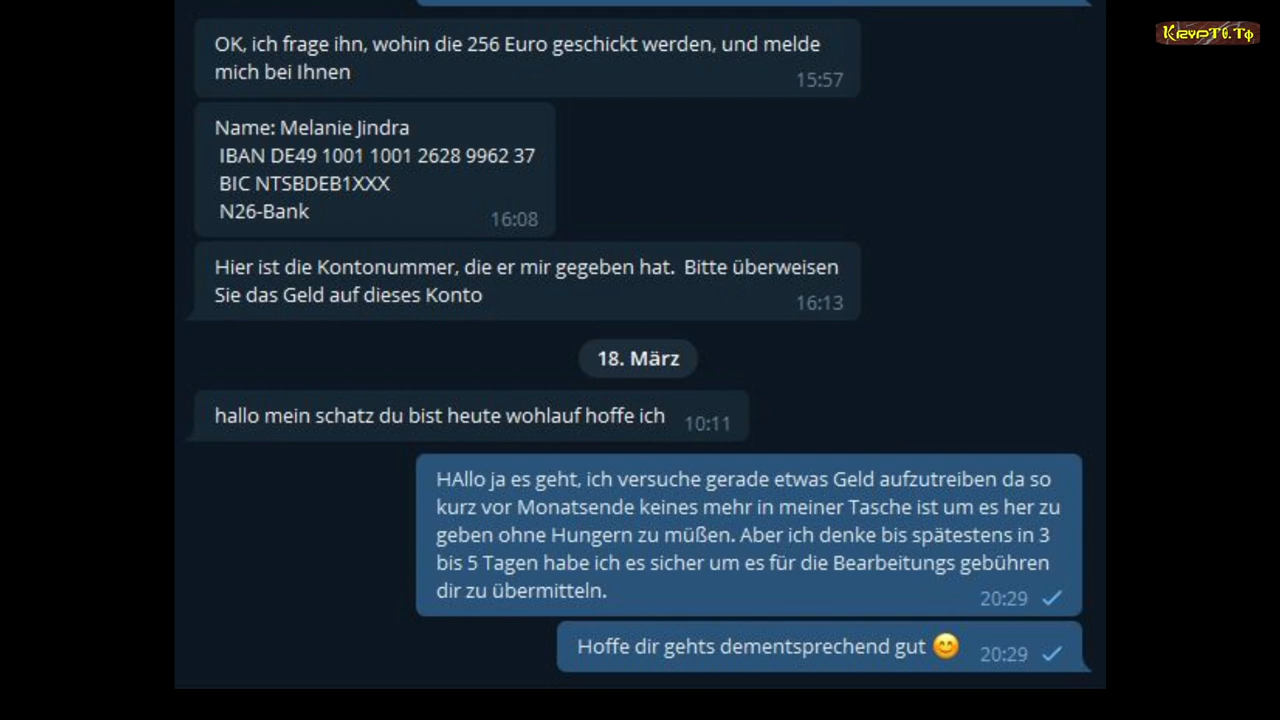 KrypT0.Tp
OK, ich frage ihn, wohin die 256 Euro geschickt werden, und melde
mich bei Ihnen
15:57
Name: Melanie Jindra
IBAN DE49 1001 1001 2628 9962 37
BIC NTSBDEB1XXX
N26-Bank
16:08
Hier ist die Kontonummer, die er mir gegeben hat. Bitte überweisen
Sie das Geld auf dieses Konto
16:13
18. März
hallo mein schatz du bist heute wohlauf hoffe ich
10:11
HAllo ja es geht, ich versuche gerade etwas Geld aufzutreiben da so
kurz vor Monatsende keines mehr in meiner Tasche ist um es her zu
geben ohne Hungern zu müßen. Aber ich denke bis spätestens in 3
bis 5 Tagen habe ich es sicher um es für die Bearbeitungs gebühren
dir zu übermitteln.
20:29
Hoffe dir gehts dementsprechend gut 😊
20:29